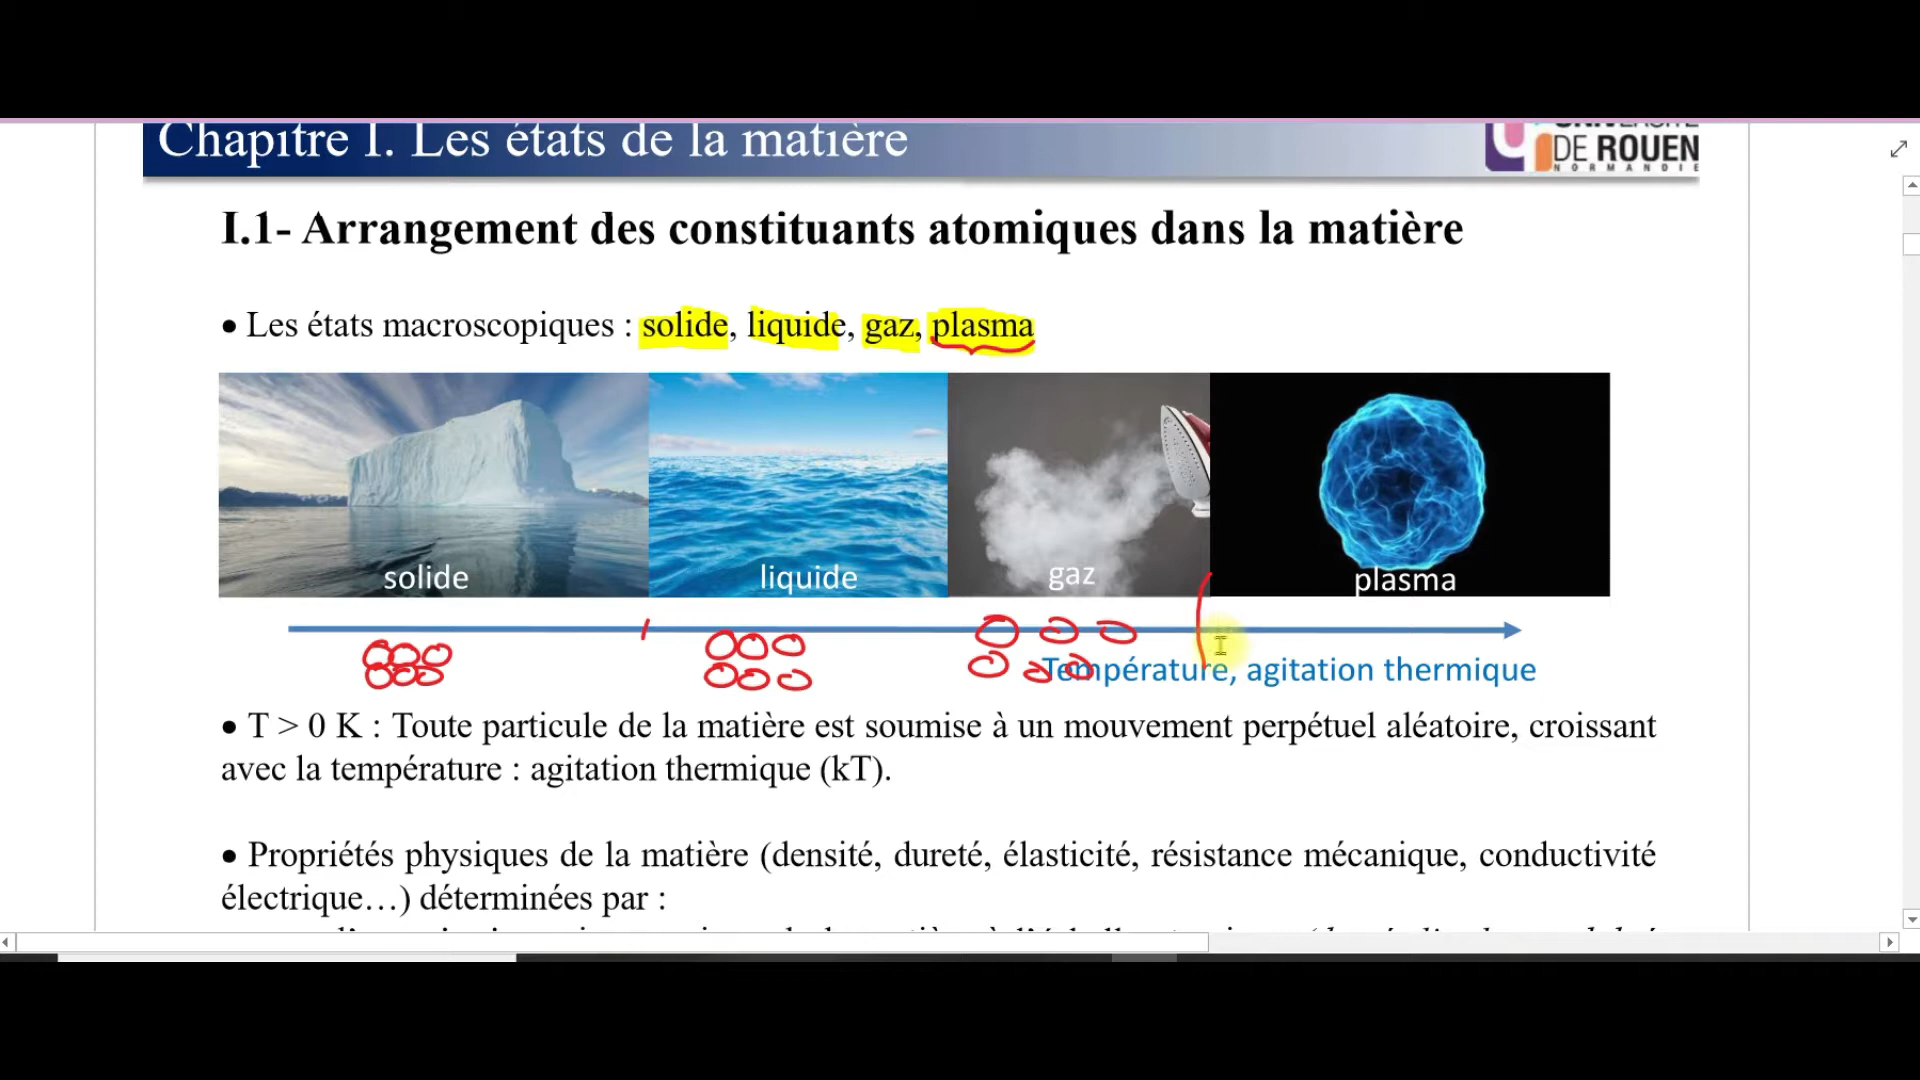 Chapitre I. Les états de la matière
UNIVERSITÉ
DE ROUEN
NORMANDIE
I.1- Arrangement des constituants atomiques dans la matière
• Les états macroscopiques : solide, liquide, gaz, plasma
solide
liquide
gaz
plasma
Température, agitation thermique
• T > 0 K : Toute particule de la matière est soumise à un mouvement perpétuel aléatoire, croissant
avec la température : agitation thermique (kT).
• Propriétés physiques de la matière (densité, dureté, élasticité, résistance mécanique, conductivité
électrique…) déterminées par :